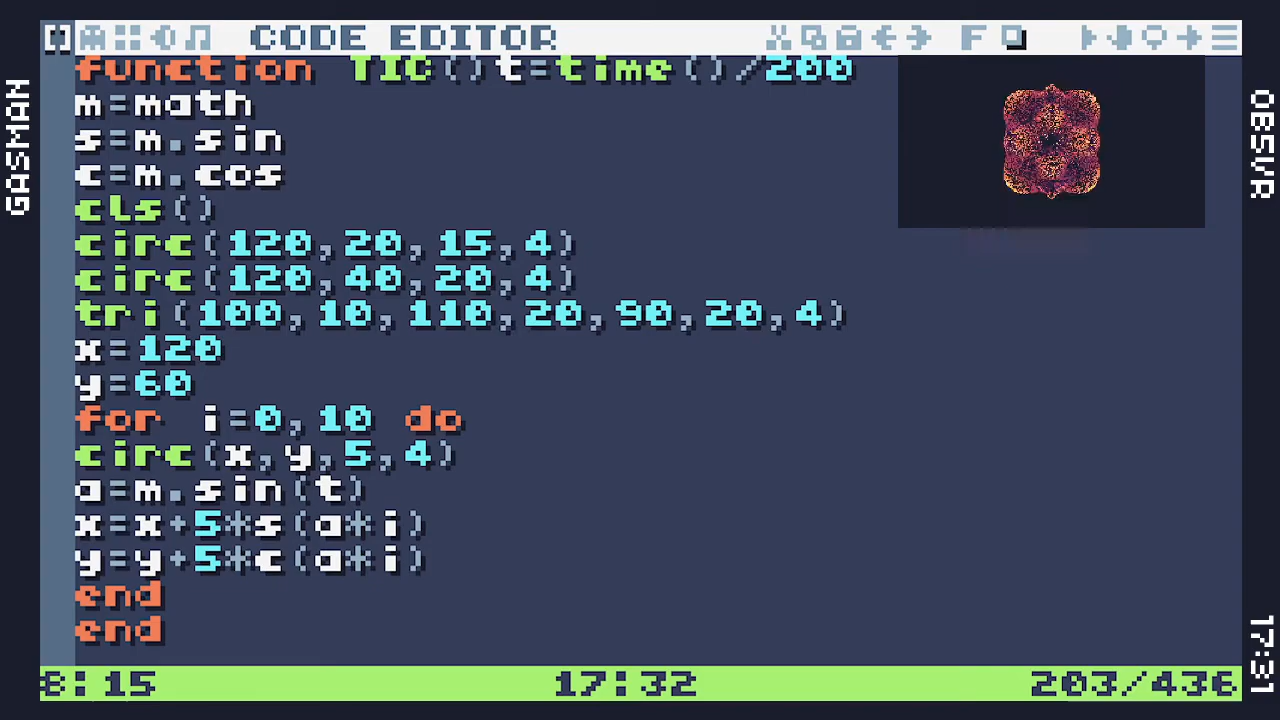 CODE EDITOR
function TIC()t=time()/200
m=math
s=m.sin
c=m.cos
cls()
circ(120,20,15,4)
circ(120,40,20,4)
tri(100,10,110,20,90,20,4)
x=120
y=60
for i=0,10 do
circ(x,y,5,4)
a=m.sin(t)
x=x+5*s(a*i)
y=y+5*c(a*i)
end
end
8:15 17:32 203/436
GASMAN
OBSVR
17:31